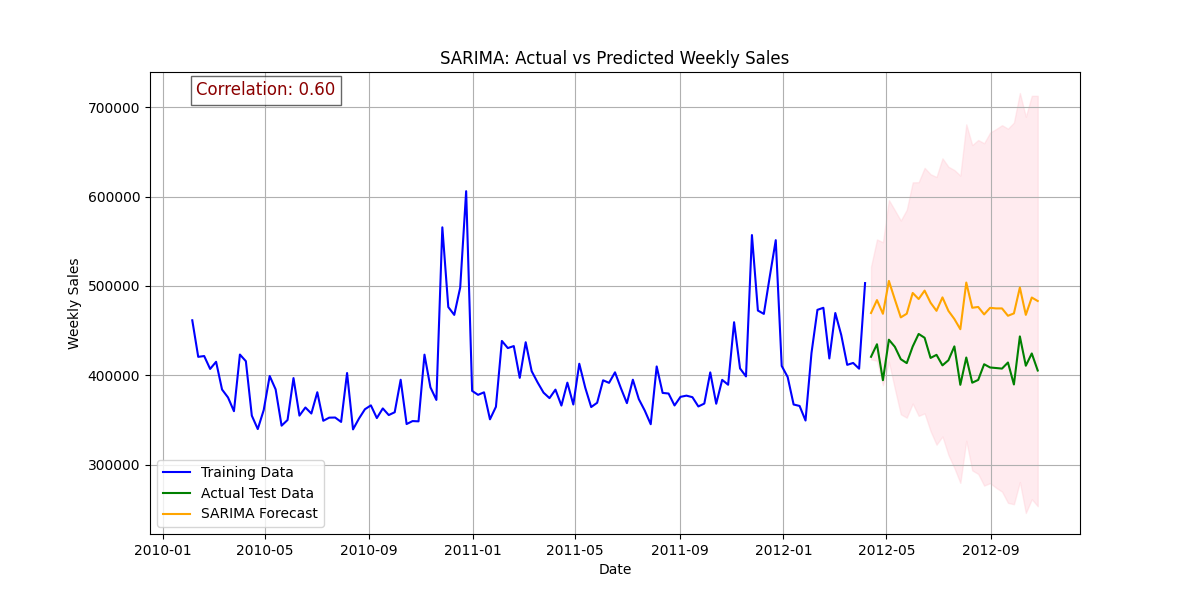 SARIMA: Actual vs Predicted Weekly Sales
Correlation: 0.60
700000
600000
500000
400000
300000
Weekly Sales
Training Data
Actual Test Data
SARIMA Forecast
2010-01 2010-05 2010-09 2011-01 2011-05 2011-09 2012-01 2012-05 2012-09
Date